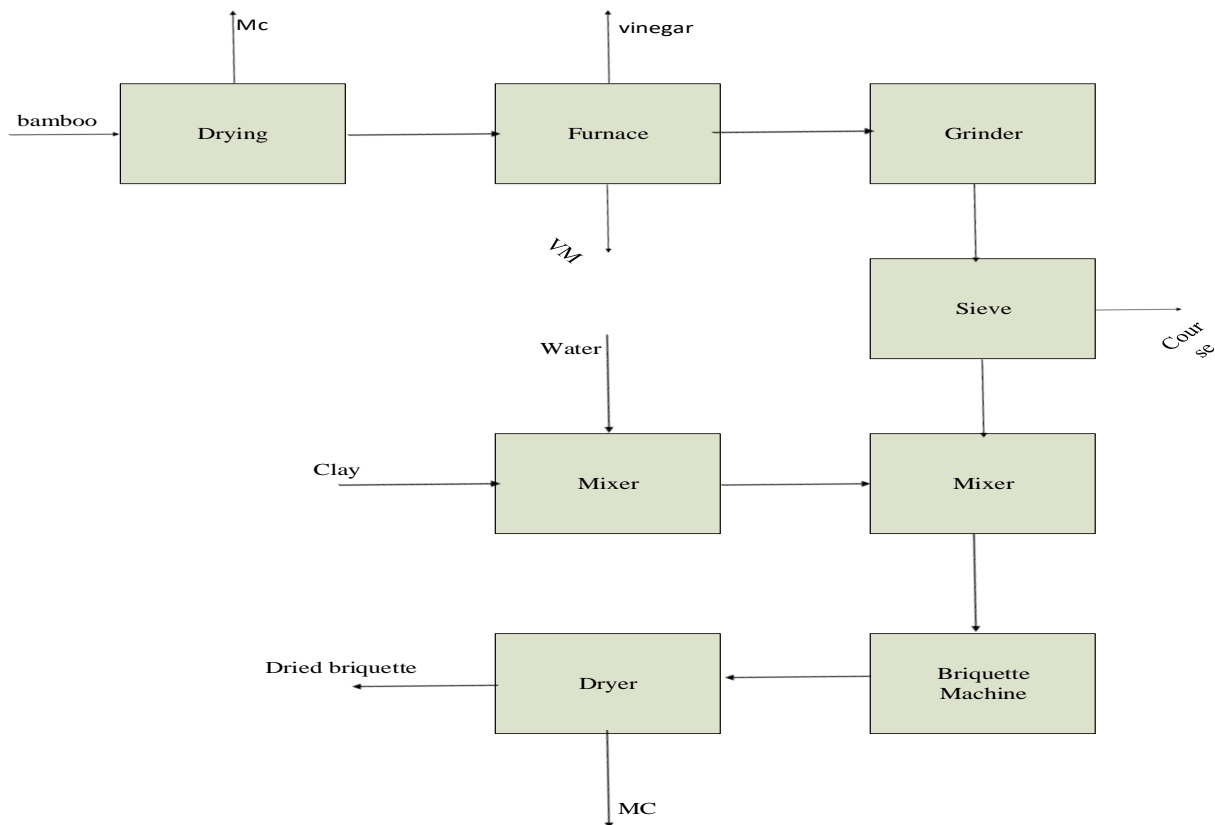 Mc
vinegar
bamboo
Drying
Furnace
Grinder
VM
Sieve
Cour
se
Water
Clay
Mixer
Mixer
Dried briquette
Dryer
Briquette
Machine
MC